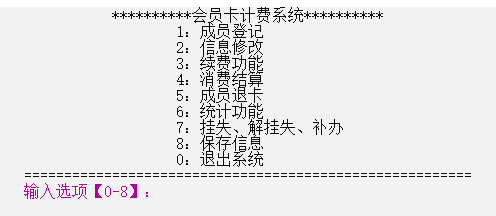 **********会员卡计费系统**********
1：成员登记
2：信息修改
3：续费功能
4：消费结算
5：成员退卡
6：统计功能
7：挂失、解挂失、补办
8：保存信息
0：退出系统
========================================================
输入选项【0-8】：